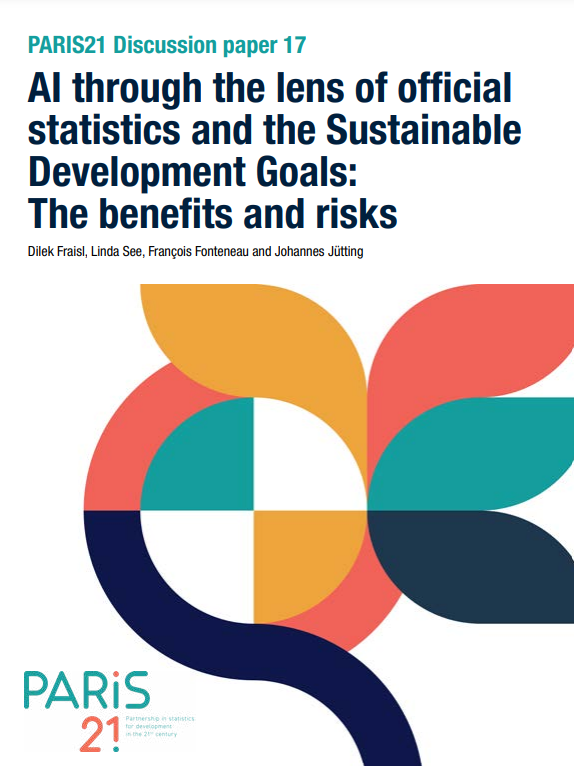 PARIS21 Discussion paper 17
AI through the lens of official
statistics and the Sustainable
Development Goals:
The benefits and risks
Dilek Fraisl, Linda See, François Fonteneau and Johannes Jütting
PARiS
21
Partnership in statistics
for development
in the 21st century